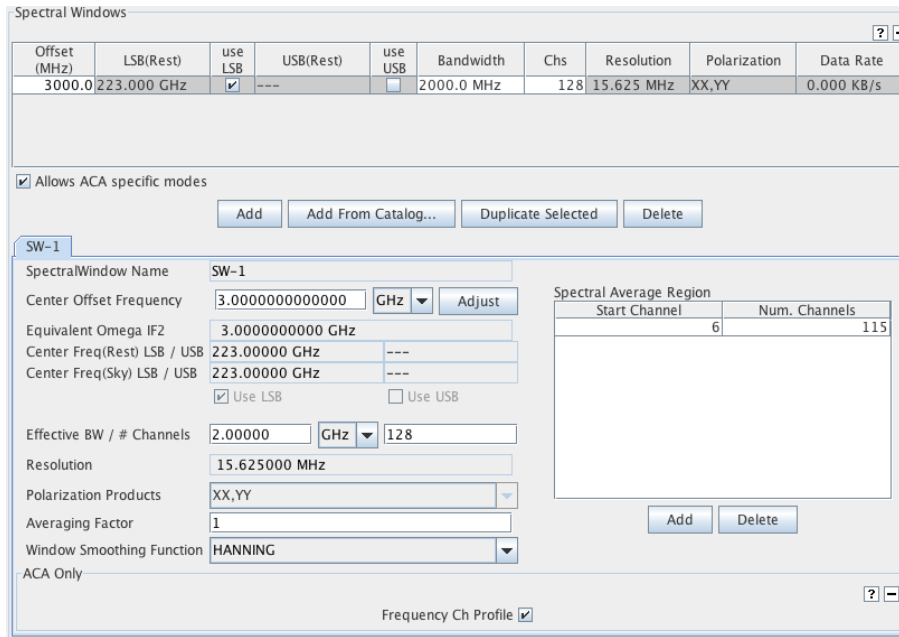 Spectral Windows
?
Offset (MHz) LSB(Rest) use LSB USB(Rest) use USB Bandwidth Chs Resolution Polarization Data Rate
3000.0 223.000 GHz --- 2000.0 MHz 128 15.625 MHz XX,YY 0.000 KB/s
Allows ACA specific modes
Add Add From Catalog... Duplicate Selected Delete
SW-1
SpectralWindow Name SW-1
Center Offset Frequency 3.0000000000000 GHz Adjust
Equivalent Omega IF2 3.0000000000 GHz
Center Freq(Rest) LSB / USB 223.00000 GHz ---
Center Freq(Sky) LSB / USB 223.00000 GHz ---
Use LSB Use USB
Effective BW / # Channels 2.00000 GHz 128
Resolution 15.625000 MHz
Polarization Products XX,YY
Averaging Factor 1
Window Smoothing Function HANNING
Spectral Average Region
Start Channel Num. Channels
6 115
Add Delete
ACA Only
?
Frequency Ch Profile